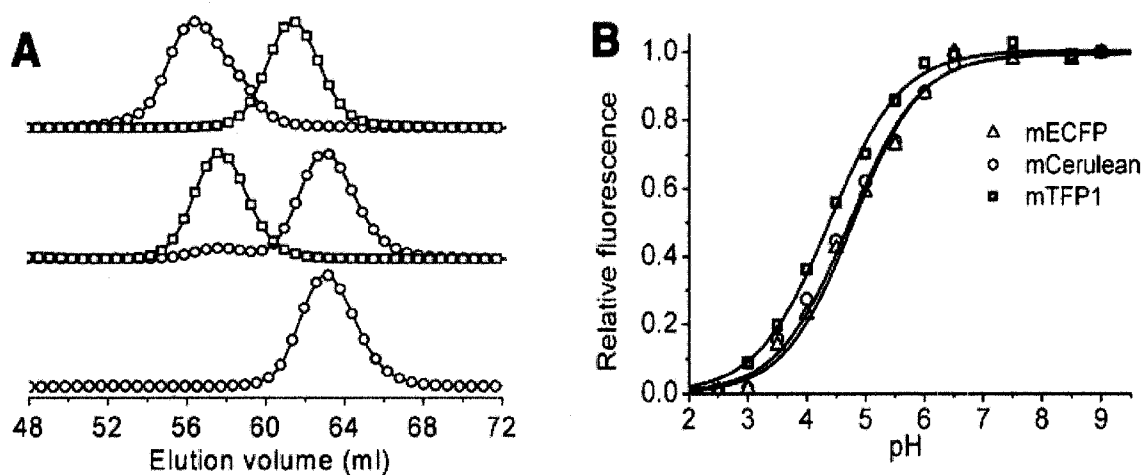 A
48 52 56 60 64 68 72
Elution volume (ml)
B
Relative fluorescence
1.0
0.8
0.6
0.4
0.2
0.0
mECFP
mCerulean
mTFP1
2 3 4 5 6 7 8 9
pH